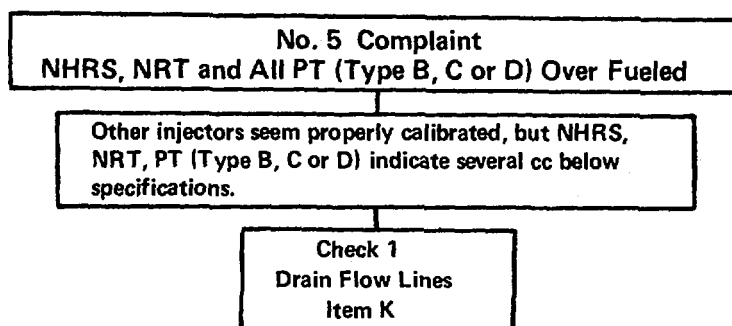 No. 5 Complaint
NHRS, NRT and All PT (Type B, C or D) Over Fueled
Other injectors seem properly calibrated, but NHRS,
NRT, PT (Type B, C or D) indicate several cc below
specifications.
Check 1
Drain Flow Lines
Item K